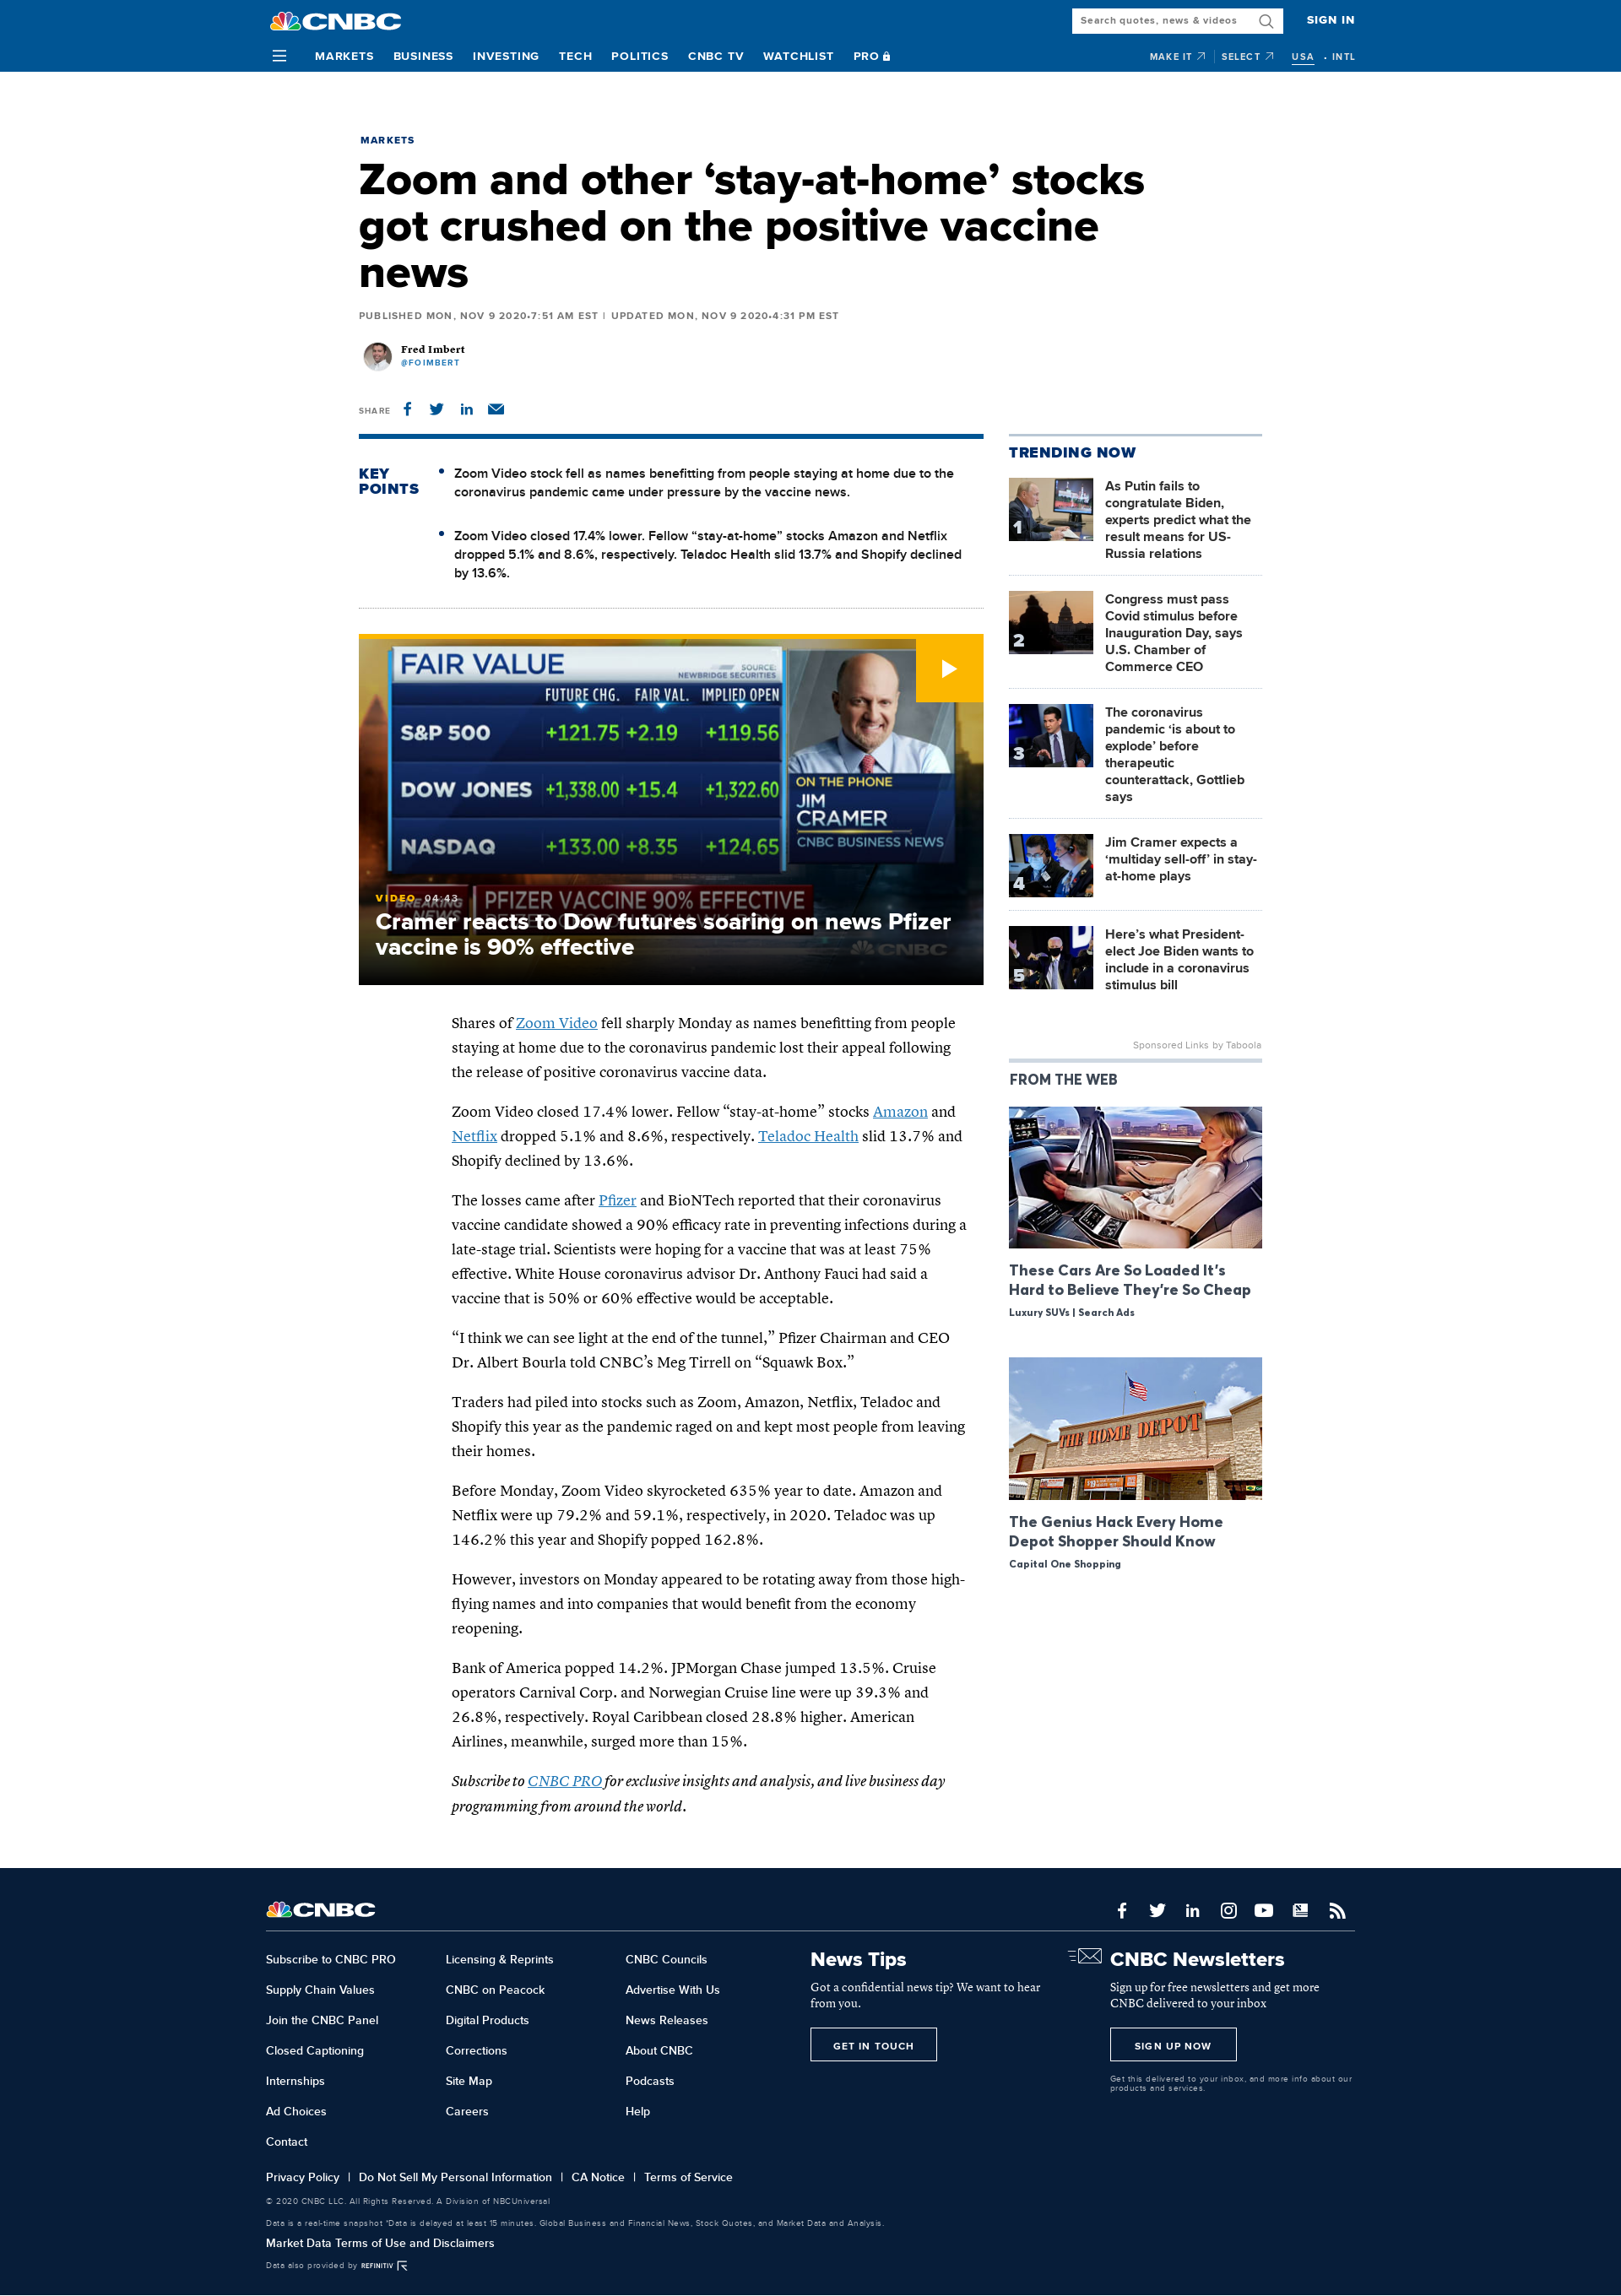 CNBC
Search quotes, news & videos
SIGN IN
MARKETS BUSINESS INVESTING TECH POLITICS CNBC TV WATCHLIST PRO
MAKE IT SELECT USA • INTL
MARKETS
Zoom and other ‘stay-at-home’ stocks
got crushed on the positive vaccine
news
PUBLISHED MON, NOV 9 2020•7:51 AM EST | UPDATED MON, NOV 9 2020•4:31 PM EST
Fred Imbert
@FOIMBERT
SHARE
KEY
POINTS
Zoom Video stock fell as names benefitting from people staying at home due to the
coronavirus pandemic came under pressure by the vaccine news.
Zoom Video closed 17.4% lower. Fellow “stay-at-home” stocks Amazon and Netflix
dropped 5.1% and 8.6%, respectively. Teladoc Health slid 13.7% and Shopify declined
by 13.6%.
FAIR VALUE
SOURCE:
NEWBRIDGE SECURITIES
FUTURE CHG. FAIR VAL. IMPLIED OPEN
S&P 500 +121.75 +2.19 +119.56
DOW JONES +1,338.00 +15.4 +1,322.60
NASDAQ +133.00 +8.35 +124.65
ON THE PHONE
JIM
CRAMER
CNBC BUSINESS NEWS
BREAKING
NEWS
PFIZER VACCINE 90% EFFECTIVE
CNBC
VIDEO 04:43
Cramer reacts to Dow futures soaring on news Pfizer
vaccine is 90% effective
Shares of Zoom Video fell sharply Monday as names benefitting from people
staying at home due to the coronavirus pandemic lost their appeal following
the release of positive coronavirus vaccine data.
Zoom Video closed 17.4% lower. Fellow “stay-at-home” stocks Amazon and
Netflix dropped 5.1% and 8.6%, respectively. Teladoc Health slid 13.7% and
Shopify declined by 13.6%.
The losses came after Pfizer and BioNTech reported that their coronavirus
vaccine candidate showed a 90% efficacy rate in preventing infections during a
late-stage trial. Scientists were hoping for a vaccine that was at least 75%
effective. White House coronavirus advisor Dr. Anthony Fauci had said a
vaccine that is 50% or 60% effective would be acceptable.
“I think we can see light at the end of the tunnel,” Pfizer Chairman and CEO
Dr. Albert Bourla told CNBC’s Meg Tirrell on “Squawk Box.”
Traders had piled into stocks such as Zoom, Amazon, Netflix, Teladoc and
Shopify this year as the pandemic raged on and kept most people from leaving
their homes.
Before Monday, Zoom Video skyrocketed 635% year to date. Amazon and
Netflix were up 79.2% and 59.1%, respectively, in 2020. Teladoc was up
146.2% this year and Shopify popped 162.8%.
However, investors on Monday appeared to be rotating away from those high-
flying names and into companies that would benefit from the economy
reopening.
Bank of America popped 14.2%. JPMorgan Chase jumped 13.5%. Cruise
operators Carnival Corp. and Norwegian Cruise line were up 39.3% and
26.8%, respectively. Royal Caribbean closed 28.8% higher. American
Airlines, meanwhile, surged more than 15%.
Subscribe to CNBC PRO for exclusive insights and analysis, and live business day
programming from around the world.
TRENDING NOW
1
As Putin fails to
congratulate Biden,
experts predict what the
result means for US-
Russia relations
2
Congress must pass
Covid stimulus before
Inauguration Day, says
U.S. Chamber of
Commerce CEO
3
The coronavirus
pandemic ‘is about to
explode’ before
therapeutic
counterattack, Gottlieb
says
4
Jim Cramer expects a
‘multiday sell-off’ in stay-
at-home plays
5
Here’s what President-
elect Joe Biden wants to
include in a coronavirus
stimulus bill
Sponsored Links by Taboola
FROM THE WEB
These Cars Are So Loaded It's
Hard to Believe They're So Cheap
Luxury SUVs | Search Ads
THE HOME DEPOT
The Genius Hack Every Home
Depot Shopper Should Know
Capital One Shopping
CNBC
Subscribe to CNBC PRO
Supply Chain Values
Join the CNBC Panel
Closed Captioning
Internships
Ad Choices
Contact
Licensing & Reprints
CNBC on Peacock
Digital Products
Corrections
Site Map
Careers
CNBC Councils
Advertise With Us
News Releases
About CNBC
Podcasts
Help
News Tips
Got a confidential news tip? We want to hear
from you.
GET IN TOUCH
CNBC Newsletters
Sign up for free newsletters and get more
CNBC delivered to your inbox
SIGN UP NOW
Get this delivered to your inbox, and more info about our
products and services.
Privacy Policy | Do Not Sell My Personal Information | CA Notice | Terms of Service
© 2020 CNBC LLC. All Rights Reserved. A Division of NBCUniversal
Data is a real-time snapshot *Data is delayed at least 15 minutes. Global Business and Financial News, Stock Quotes, and Market Data and Analysis.
Market Data Terms of Use and Disclaimers
Data also provided by REFINITIV